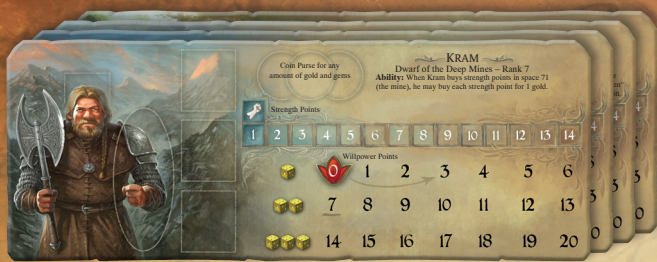 KRAM
Dwarf of the Deep Mines – Rank 7
Ability: When Kram buys strength points in space 71
(the mine), he may buy each strength point for 1 gold.
Coin Purse for any
amount of gold and gems
Strength Points
1 2 3 4 5 6 7 8 9 10 11 12 13 14
Willpower Points
0 1 2 3 4 5 6
7 8 9 10 11 12 13
14 15 16 17 18 19 20